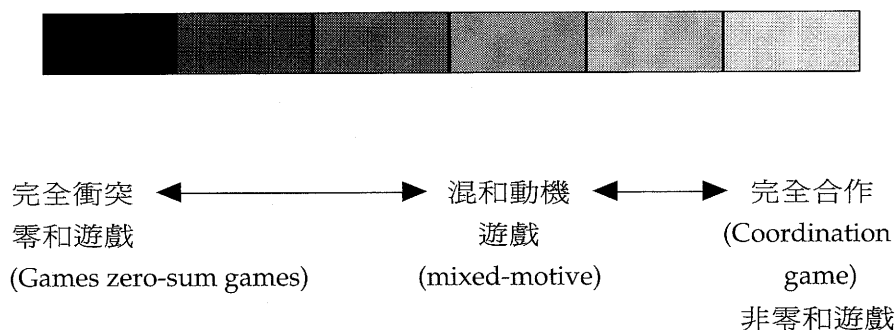 完全衝突
零和遊戲
(Games zero-sum games)
混和動機
遊戲
(mixed-motive)
完全合作
(Coordination
game)
非零和遊戲